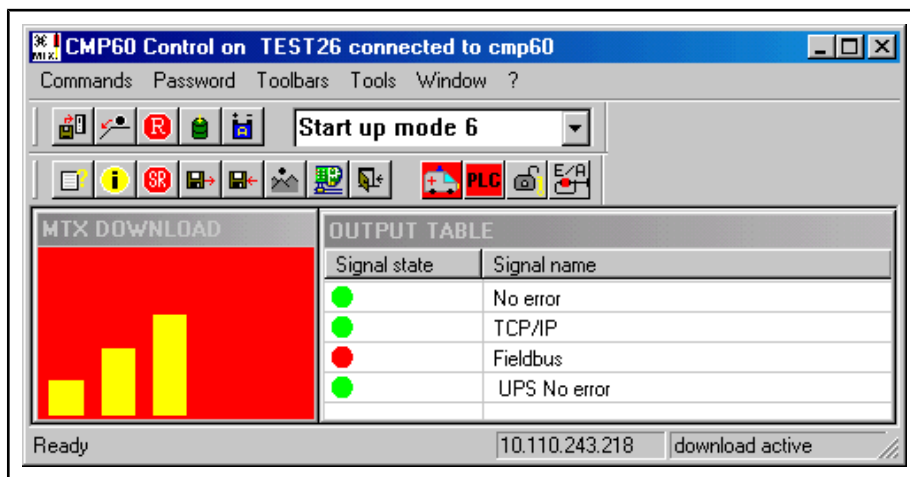 MTX CMP60 Control on TEST26 connected to cmp60
Commands Password Toolbars Tools Window ?
R Start up mode 6
? i SR PLC E/A
MTX DOWNLOAD
OUTPUT TABLE
Signal state Signal name
No error
TCP/IP
Fieldbus
UPS No error
Ready 10.110.243.218 download active